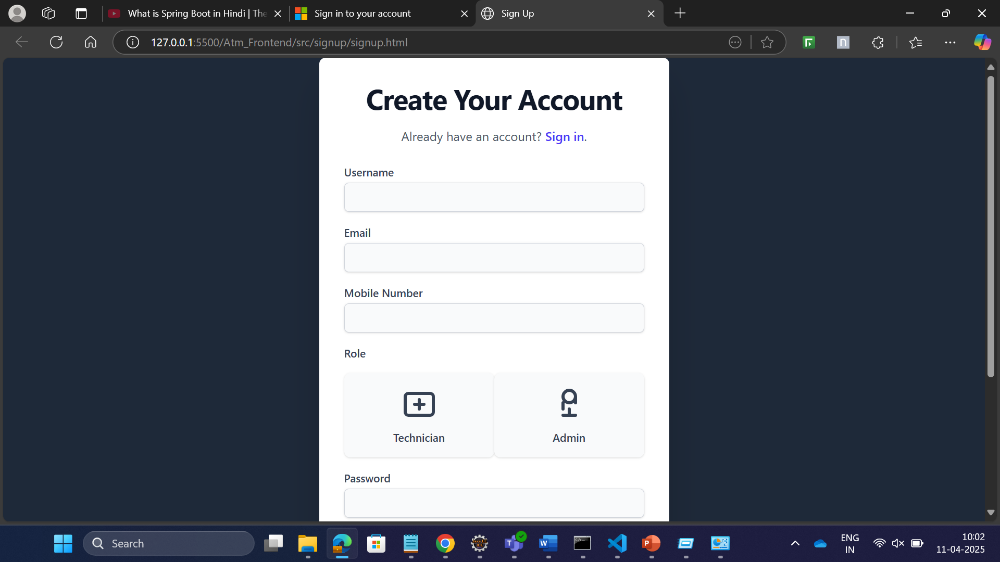 What is Spring Boot in Hindi | The
Sign in to your account
Sign Up
127.0.0.1:5500/Atm_Frontend/src/signup/signup.html
Create Your Account
Already have an account? Sign in.
Username
Email
Mobile Number
Role
Technician
Admin
Password
Search
ENG
IN
10:02
11-04-2025